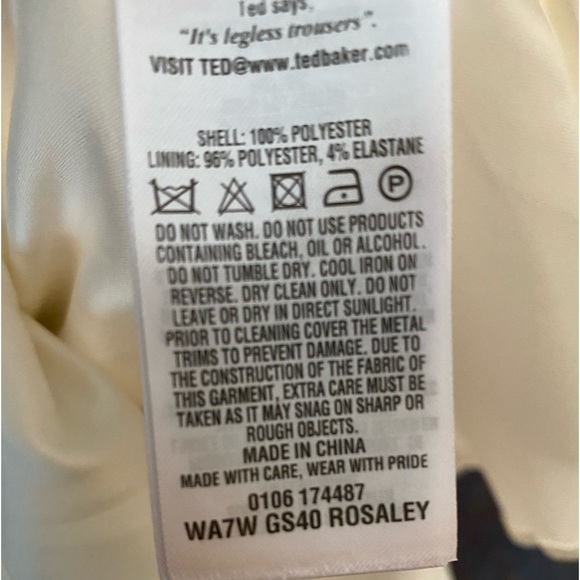 Ted says,
"It's legless trousers".
VISIT TED@www.tedbaker.com
SHELL: 100% POLYESTER
LINING: 96% POLYESTER, 4% ELASTANE
P
DO NOT WASH. DO NOT USE PRODUCTS
CONTAINING BLEACH, OIL OR ALCOHOL.
DO NOT TUMBLE DRY. COOL IRON ON
REVERSE. DRY CLEAN ONLY. DO NOT
LEAVE OR DRY IN DIRECT SUNLIGHT.
PRIOR TO CLEANING COVER THE METAL
TRIMS TO PREVENT DAMAGE. DUE TO
THE CONSTRUCTION OF THE FABRIC OF
THIS GARMENT, EXTRA CARE MUST BE
TAKEN AS IT MAY SNAG ON SHARP OR
ROUGH OBJECTS.
MADE IN CHINA
MADE WITH CARE, WEAR WITH PRIDE
0106 174487
WA7W GS40 ROSALEY